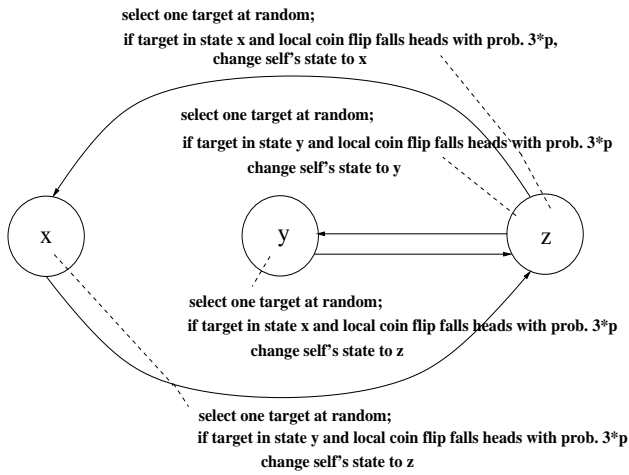 select one target at random;
if target in state x and local coin flip falls heads with prob. 3*p,
change self's state to x
select one target at random;
if target in state y and local coin flip falls heads with prob. 3*p
change self's state to y
x
y
z
select one target at random;
if target in state x and local coin flip falls heads with prob. 3*p
change self's state to z
select one target at random;
if target in state y and local coin flip falls heads with prob. 3*p
change self's state to z